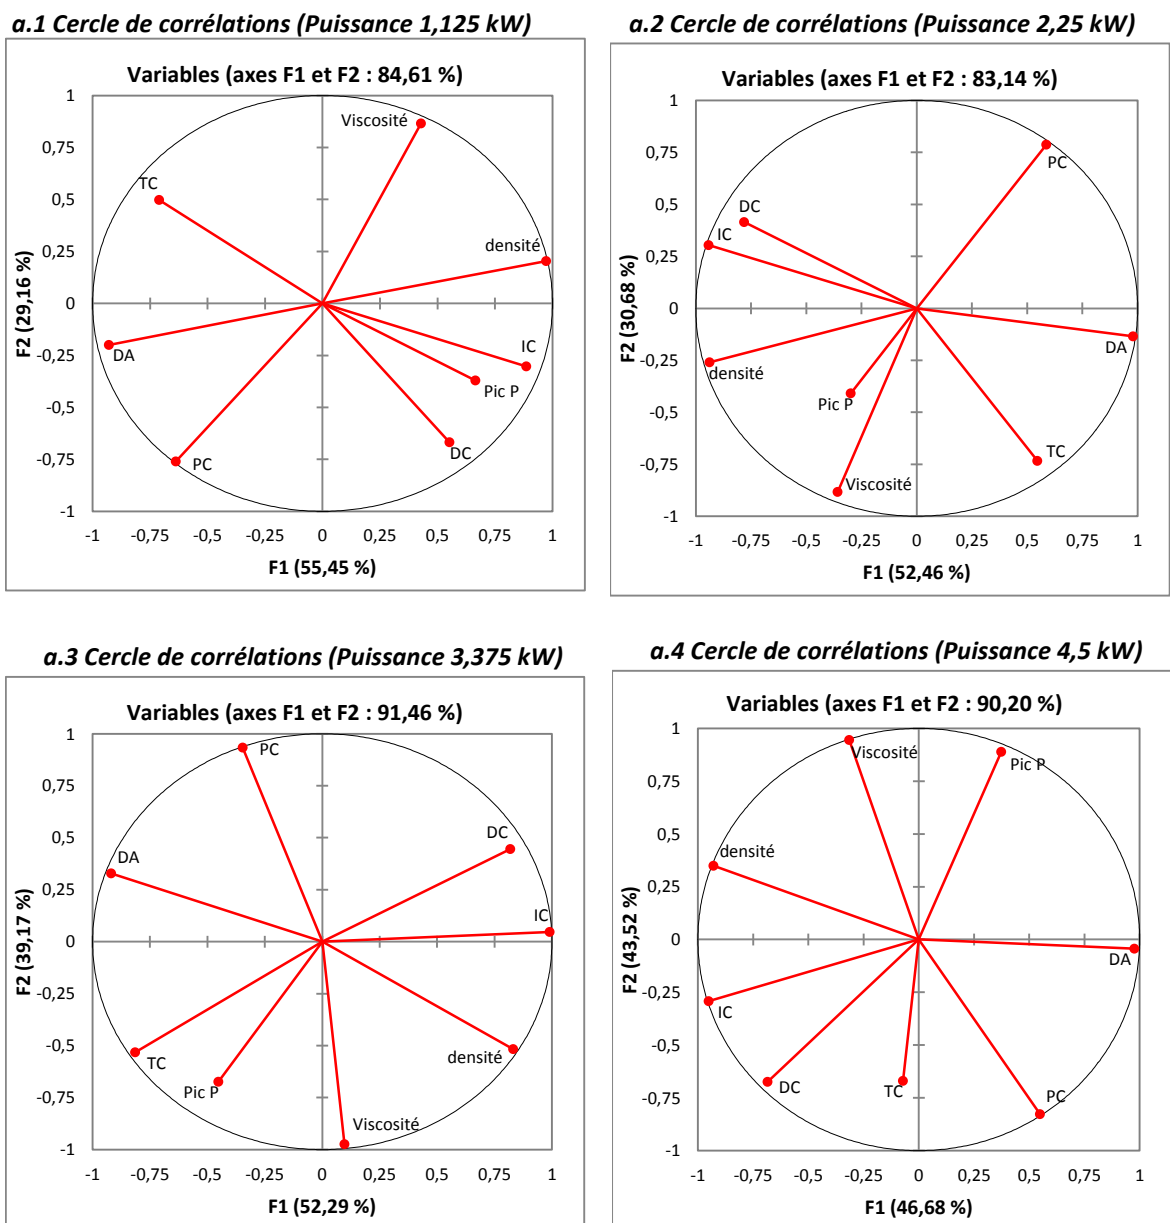 a.1 Cercle de corrélations (Puissance 1,125 kW)
Variables (axes F1 et F2 : 84,61 %)
1
0,75
0,5
0,25
0
-0,25
-0,5
-0,75
-1
F2 (29,16 %)
Viscosité
TC
densité
DA
IC
Pic P
DC
PC
-1 -0,75 -0,5 -0,25 0 0,25 0,5 0,75 1
F1 (55,45 %)
a.2 Cercle de corrélations (Puissance 2,25 kW)
Variables (axes F1 et F2 : 83,14 %)
1
0,75
0,5
0,25
0
-0,25
-0,5
-0,75
-1
F2 (30,68 %)
PC
DC
IC
DA
densité
Pic P
TC
Viscosité
-1 -0,75 -0,5 -0,25 0 0,25 0,5 0,75 1
F1 (52,46 %)
a.3 Cercle de corrélations (Puissance 3,375 kW)
Variables (axes F1 et F2 : 91,46 %)
1
0,75
0,5
0,25
0
-0,25
-0,5
-0,75
-1
F2 (39,17 %)
PC
DC
DA
IC
densité
TC
Pic P
Viscosité
-1 -0,75 -0,5 -0,25 0 0,25 0,5 0,75 1
F1 (52,29 %)
a.4 Cercle de corrélations (Puissance 4,5 kW)
Variables (axes F1 et F2 : 90,20 %)
1
0,75
0,5
0,25
0
-0,25
-0,5
-0,75
-1
F2 (43,52 %)
Viscosité
Pic P
densité
DA
IC
DC
TC
PC
-1 -0,75 -0,5 -0,25 0 0,25 0,5 0,75 1
F1 (46,68 %)